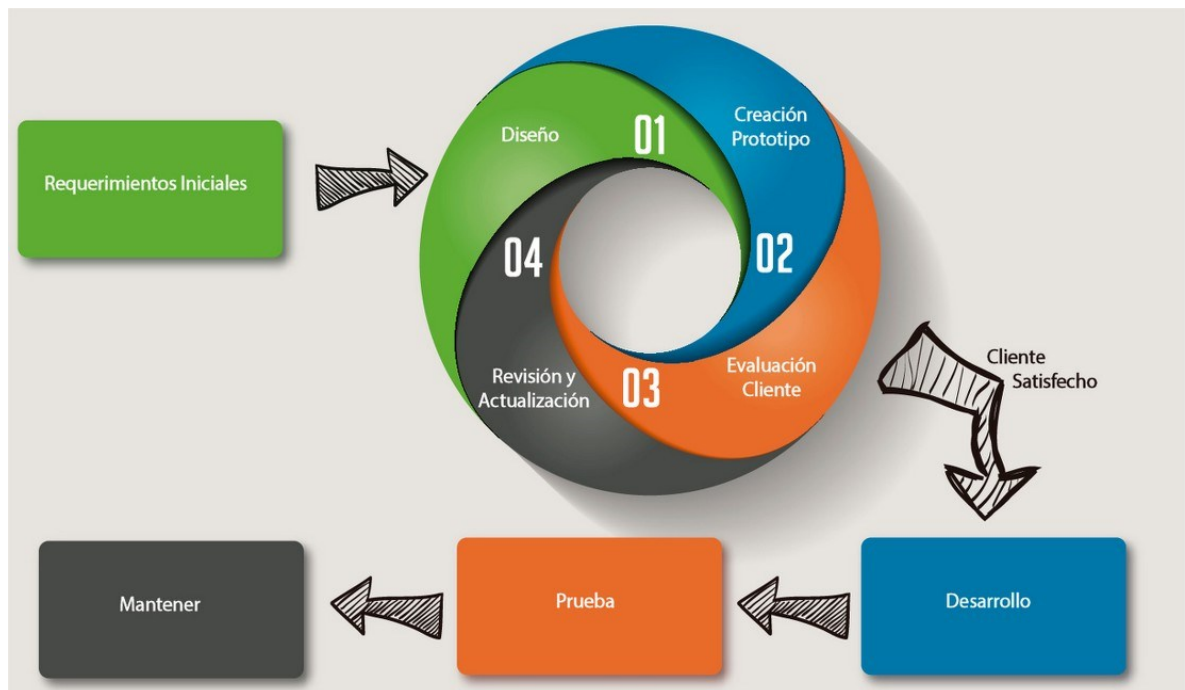 Requerimientos Iniciales
Diseño
01
Creación
Prototipo
02
Evaluación
Cliente
03
Revisión y
Actualización
04
Cliente
Satisfecho
Desarrollo
Prueba
Mantener